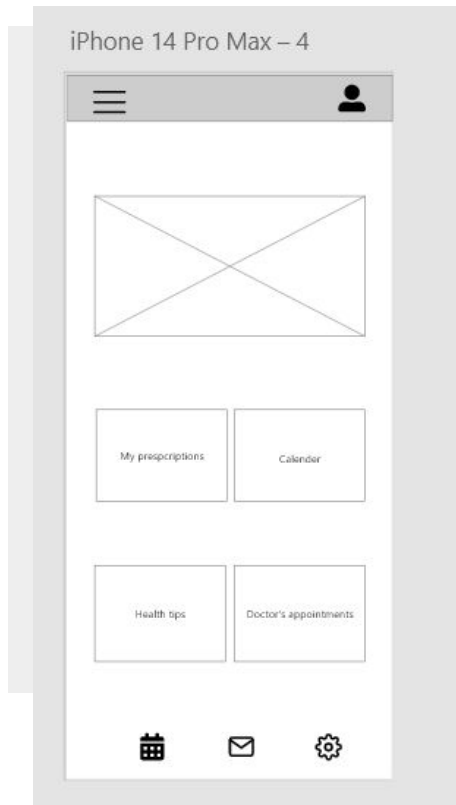 iPhone 14 Pro Max – 4
My prespcriptions
Calender
Health tips
Doctor's appointments